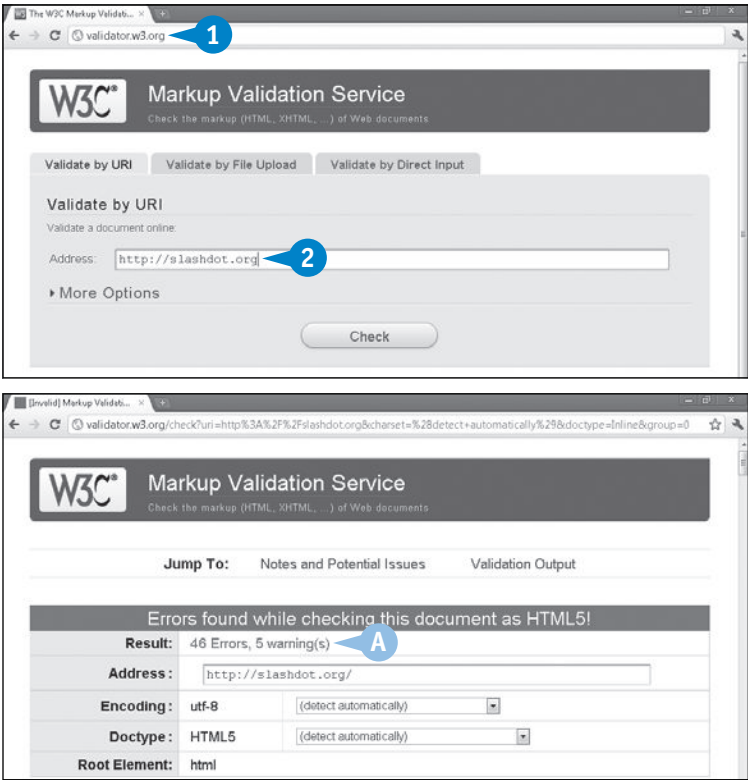 The W3C Markup Validati...
validator.w3.org
1
W3C®
Markup Validation Service
Check the markup (HTML, XHTML, ...) of Web documents
Validate by URI Validate by File Upload Validate by Direct Input
Validate by URI
Validate a document online:
Address: http://slashdot.org
2
More Options
Check
[Invalid] Markup Validati...
validator.w3.org/check?uri=http%3A%2F%2Fslashdot.org&charset=%28detect+automatically%29&doctype=Inline&group=0
W3C®
Markup Validation Service
Check the markup (HTML, XHTML, ...) of Web documents
Jump To: Notes and Potential Issues Validation Output
Errors found while checking this document as HTML5!
Result: 46 Errors, 5 warning(s)
A
Address: http://slashdot.org/
Encoding: utf-8 (detect automatically)
Doctype: HTML5 (detect automatically)
Root Element: html